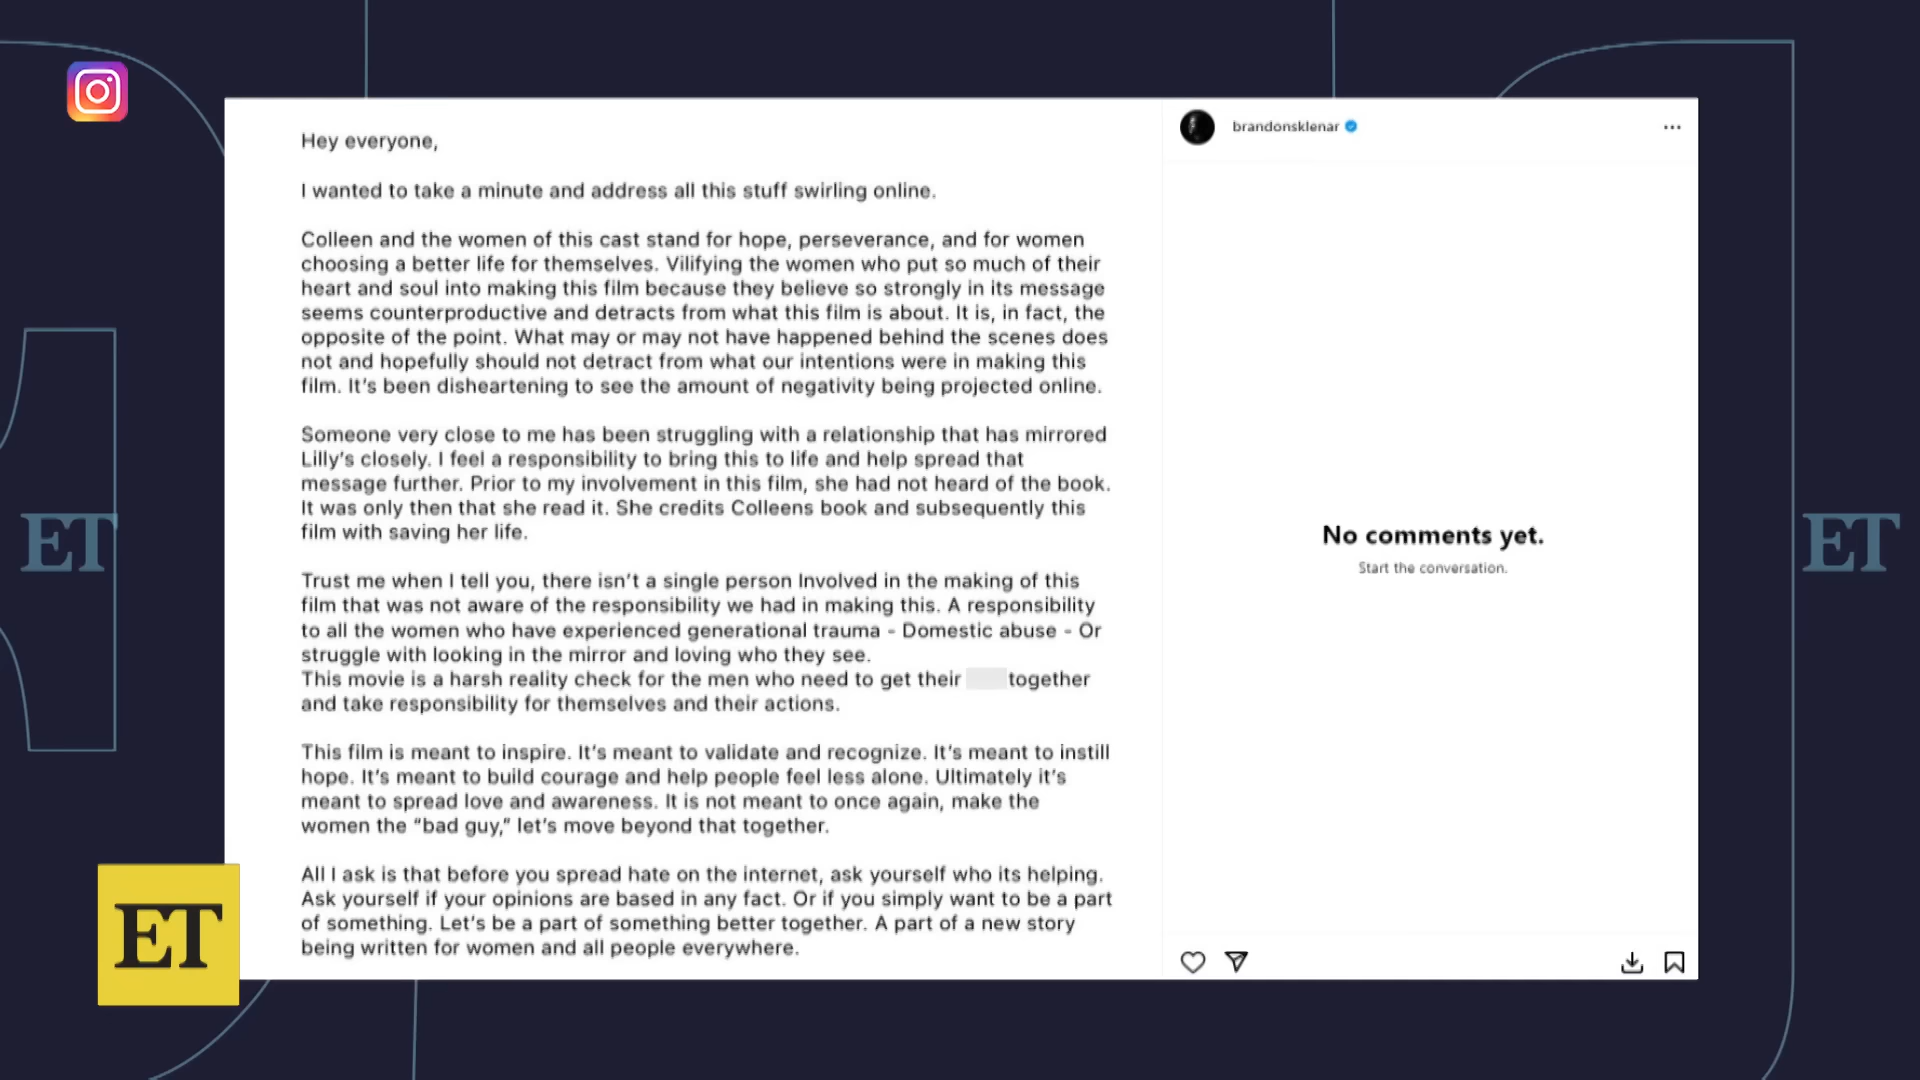 Hey everyone,
I wanted to take a minute and address all this stuff swirling online.
Colleen and the women of this cast stand for hope, perseverance, and for women
choosing a better life for themselves. Vilifying the women who put so much of their
heart and soul into making this film because they believe so strongly in its message
seems counterproductive and detracts from what this film is about. It is, in fact, the
opposite of the point. What may or may not have happened behind the scenes does
not and hopefully should not detract from what our intentions were in making this
film. It's been disheartening to see the amount of negativity being projected online.
Someone very close to me has been struggling with a relationship that has mirrored
Lilly's closely. I feel a responsibility to bring this to life and help spread that
message further. Prior to my involvement in this film, she had not heard of the book.
It was only then that she read it. She credits Colleens book and subsequently this
film with saving her life.
Trust me when I tell you, there isn't a single person Involved in the making of this
film that was not aware of the responsibility we had in making this. A responsibility
to all the women who have experienced generational trauma - Domestic abuse - Or
struggle with looking in the mirror and loving who they see.
This movie is a harsh reality check for the men who need to get their together
and take responsibility for themselves and their actions.
This film is meant to inspire. It's meant to validate and recognize. It's meant to instill
hope. It's meant to build courage and help people feel less alone. Ultimately it's
meant to spread love and awareness. It is not meant to once again, make the
women the “bad guy,” let's move beyond that together.
All I ask is that before you spread hate on the internet, ask yourself who its helping.
Ask yourself if your opinions are based in any fact. Or if you simply want to be a part
of something. Let's be a part of something better together. A part of a new story
being written for women and all people everywhere.
brandonsklenar
No comments yet.
Start the conversation.
ET
ET
ET